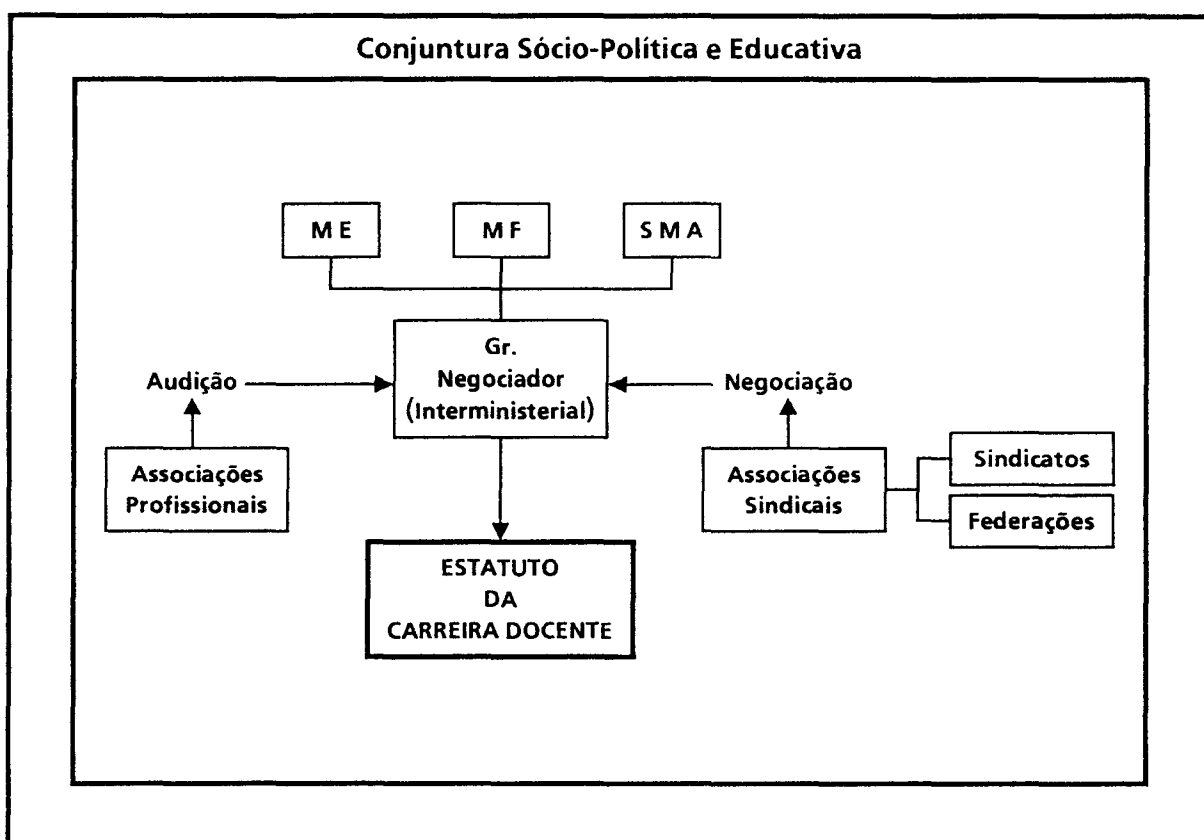 Conjuntura Sócio-Política e Educativa
M E
M F
S M A
Gr.
Negociador
(Interministerial)
Audição
Negociação
Associações
Profissionais
Associações
Sindicais
Sindicatos
Federações
ESTATUTO
DA
CARREIRA DOCENTE